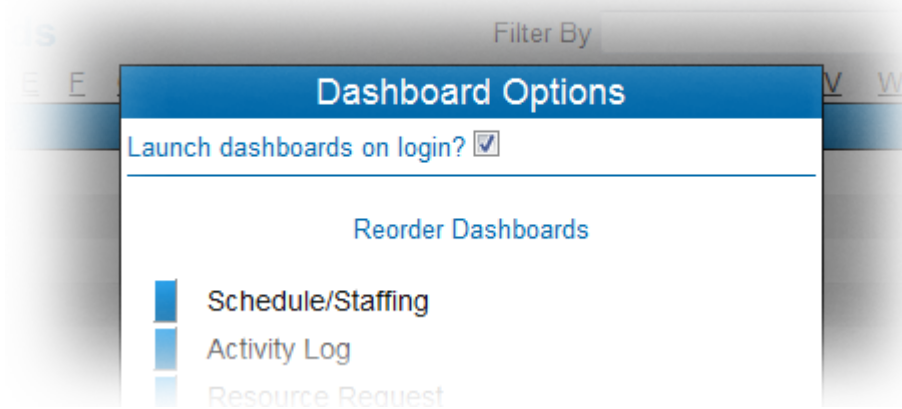 Filter By
E F V W
Dashboard Options
Launch dashboards on login?
Reorder Dashboards
Schedule/Staffing
Activity Log
Resource Request